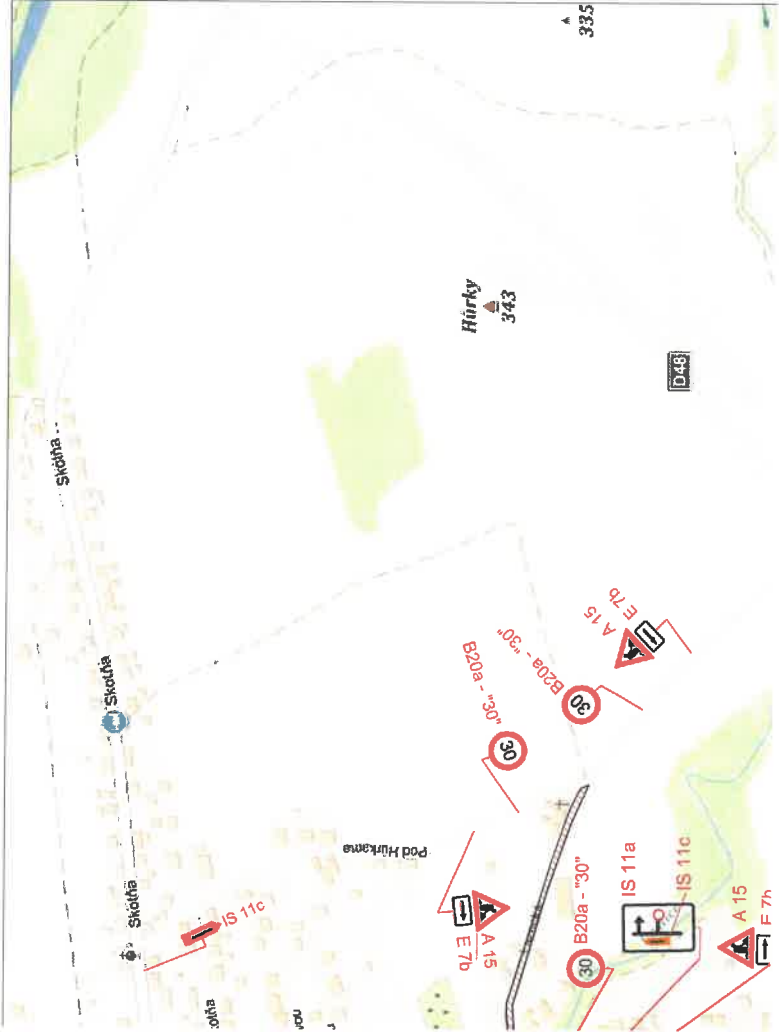 335
Hůrky
343
D48
Skotňa
Skotňa
Skotňa
IS 11c
Pod Hůrkama
B20a - "30"
30
B20a - "30"
30
A 15
E 7b
E 7b
A 15
B20a - "30"
30
IS 11a
IS 11c
A 15